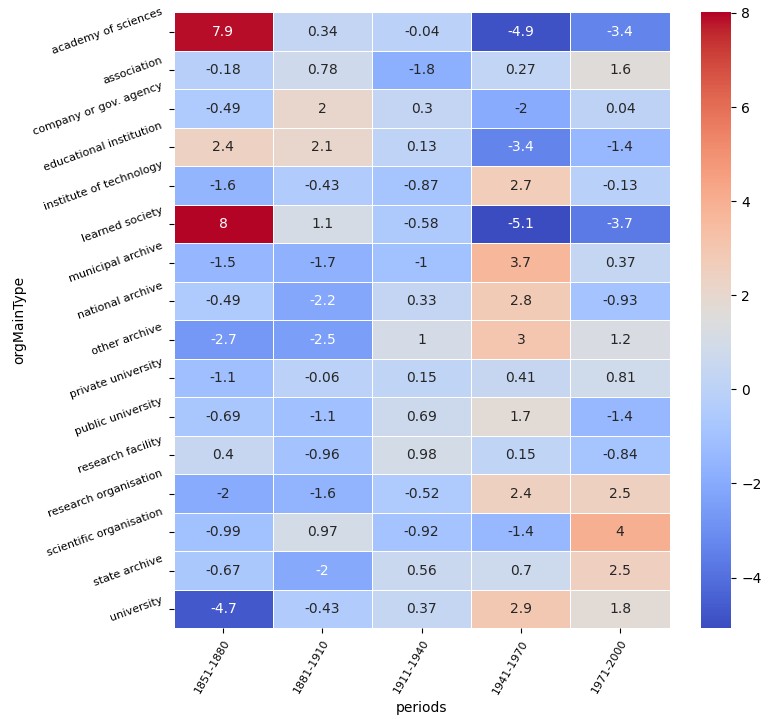 academy of sciences 7.9 0.34 -0.04 -4.9 -3.4
association -0.18 0.78 -1.8 0.27 1.6
company or gov. agency -0.49 2 0.3 -2 0.04
educational institution 2.4 2.1 0.13 -3.4 -1.4
institute of technology -1.6 -0.43 -0.87 2.7 -0.13
learned society 8 1.1 -0.58 -5.1 -3.7
municipal archive -1.5 -1.7 -1 3.7 0.37
national archive -0.49 -2.2 0.33 2.8 -0.93
other archive -2.7 -2.5 1 3 1.2
private university -1.1 -0.06 0.15 0.41 0.81
public university -0.69 -1.1 0.69 1.7 -1.4
research facility 0.4 -0.96 0.98 0.15 -0.84
research organisation -2 -1.6 -0.52 2.4 2.5
scientific organisation -0.99 0.97 -0.92 -1.4 4
state archive -0.67 -2 0.56 0.7 2.5
university -4.7 -0.43 0.37 2.9 1.8
orgMainType
1851-1880 1881-1910 1911-1940 1941-1970 1971-2000
periods
8
6
4
2
0
−2
−4